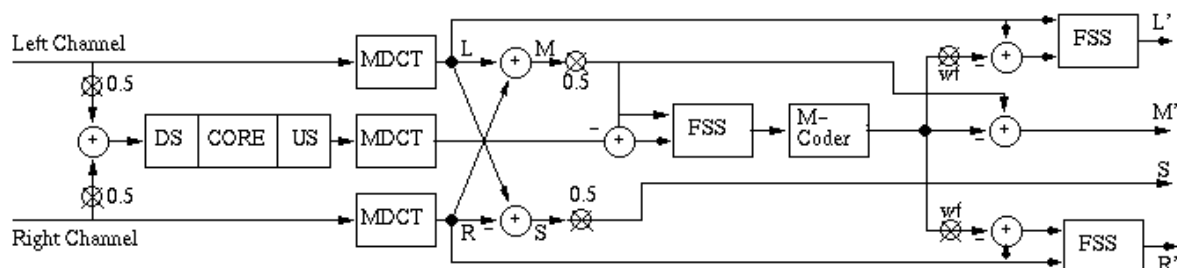 Left Channel
0.5
DS CORE US
0.5
Right Channel
MDCT
MDCT
MDCT
L
M
0.5
R
-
S
0.5
-
FSS
M-
Coder
wf
-
FSS
L'
-
M'
S
wf
-
FSS
R'